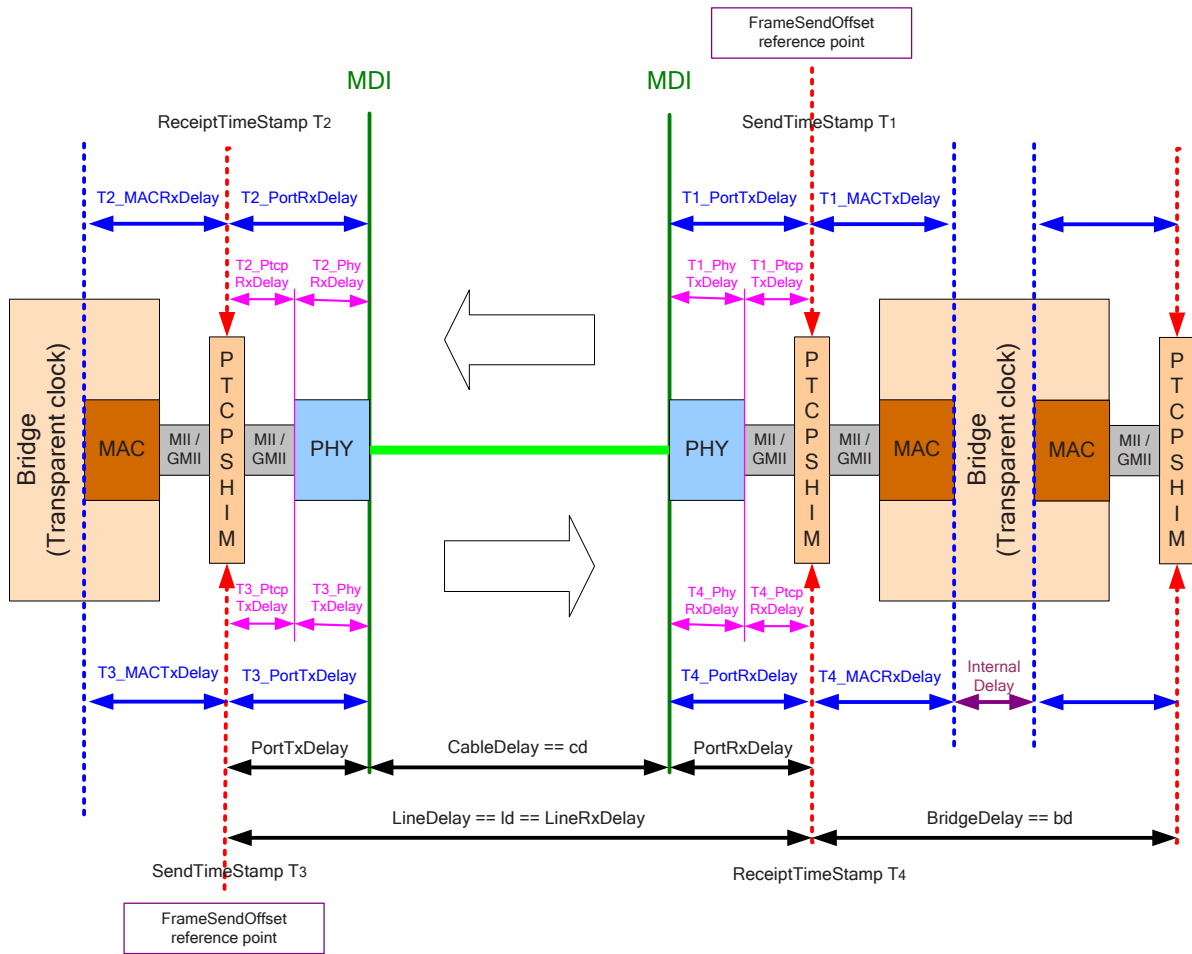 FrameSendOffset
reference point
MDI
MDI
ReceiptTimeStamp T2
SendTimeStamp T1
T2_MACRxDelay
T2_PortRxDelay
T1_PortTxDelay
T1_MACTxDelay
T2_Ptcp
RxDelay
T2_Phy
RxDelay
T1_Phy
TxDelay
T1_Ptcp
TxDelay
Bridge
(Transparent clock)
MAC
MII /
GMII
PTCPSHIM
MII /
GMII
PHY
PHY
MII /
GMII
PTCPSHIM
MII /
GMII
MAC
Bridge
(Transparent clock)
MAC
MII /
GMII
PTCPSHIM
T3_Ptcp
TxDelay
T3_Phy
TxDelay
T4_Phy
RxDelay
T4_Ptcp
RxDelay
T3_MACTxDelay
T3_PortTxDelay
T4_PortRxDelay
T4_MACRxDelay
Internal
Delay
PortTxDelay
CableDelay == cd
PortRxDelay
LineDelay == ld == LineRxDelay
BridgeDelay == bd
SendTimeStamp T3
ReceiptTimeStamp T4
FrameSendOffset
reference point